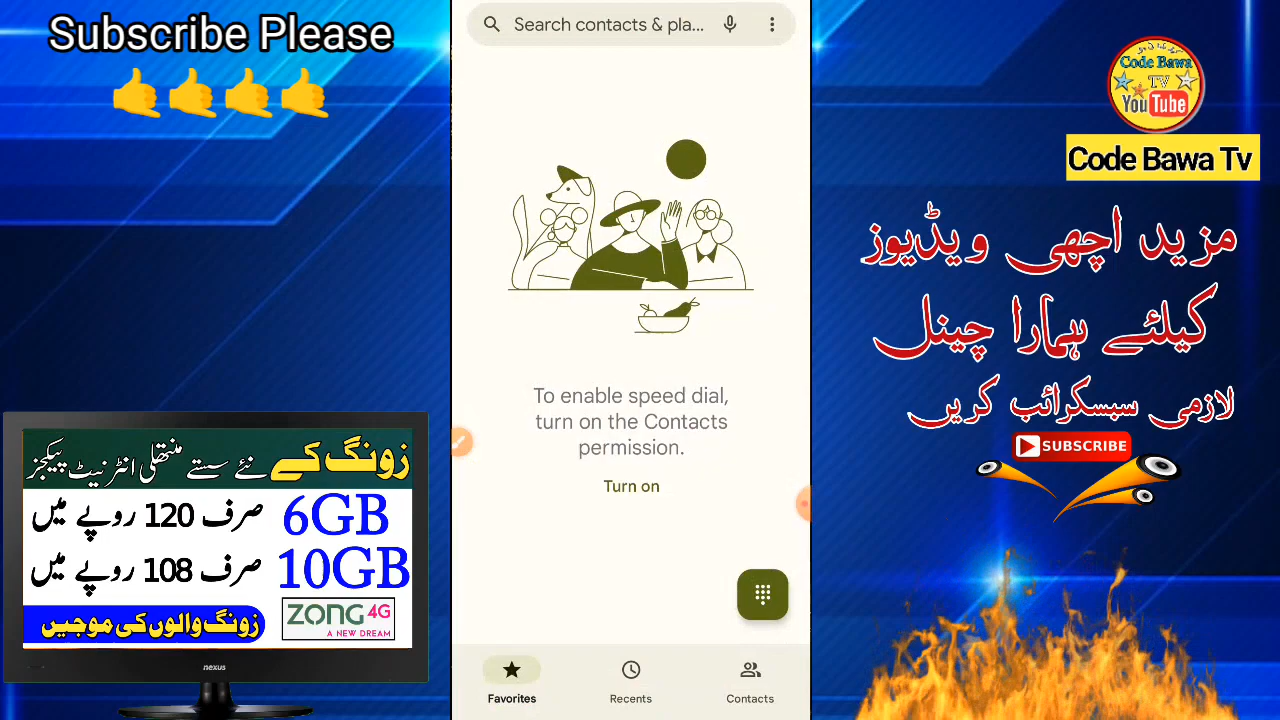 Subscribe Please
زونگ کے نئے سستے منتھلی انٹرنیٹ پیکجز
6GB صرف 120 روپے میں
10GB صرف 108 روپے میں
زونگ والوں کی موجیں
ZONG 4G
A NEW DREAM
nexus
Search contacts & pla...
To enable speed dial,
turn on the Contacts
permission.
Turn on
Favorites
Recents
Contacts
Code Bawa
TV
YouTube
Code Bawa Tv
مزید اچھی ویڈیوز
کیلئے ہمارا چینل
لازمی سبسکرائب کریں
SUBSCRIBE